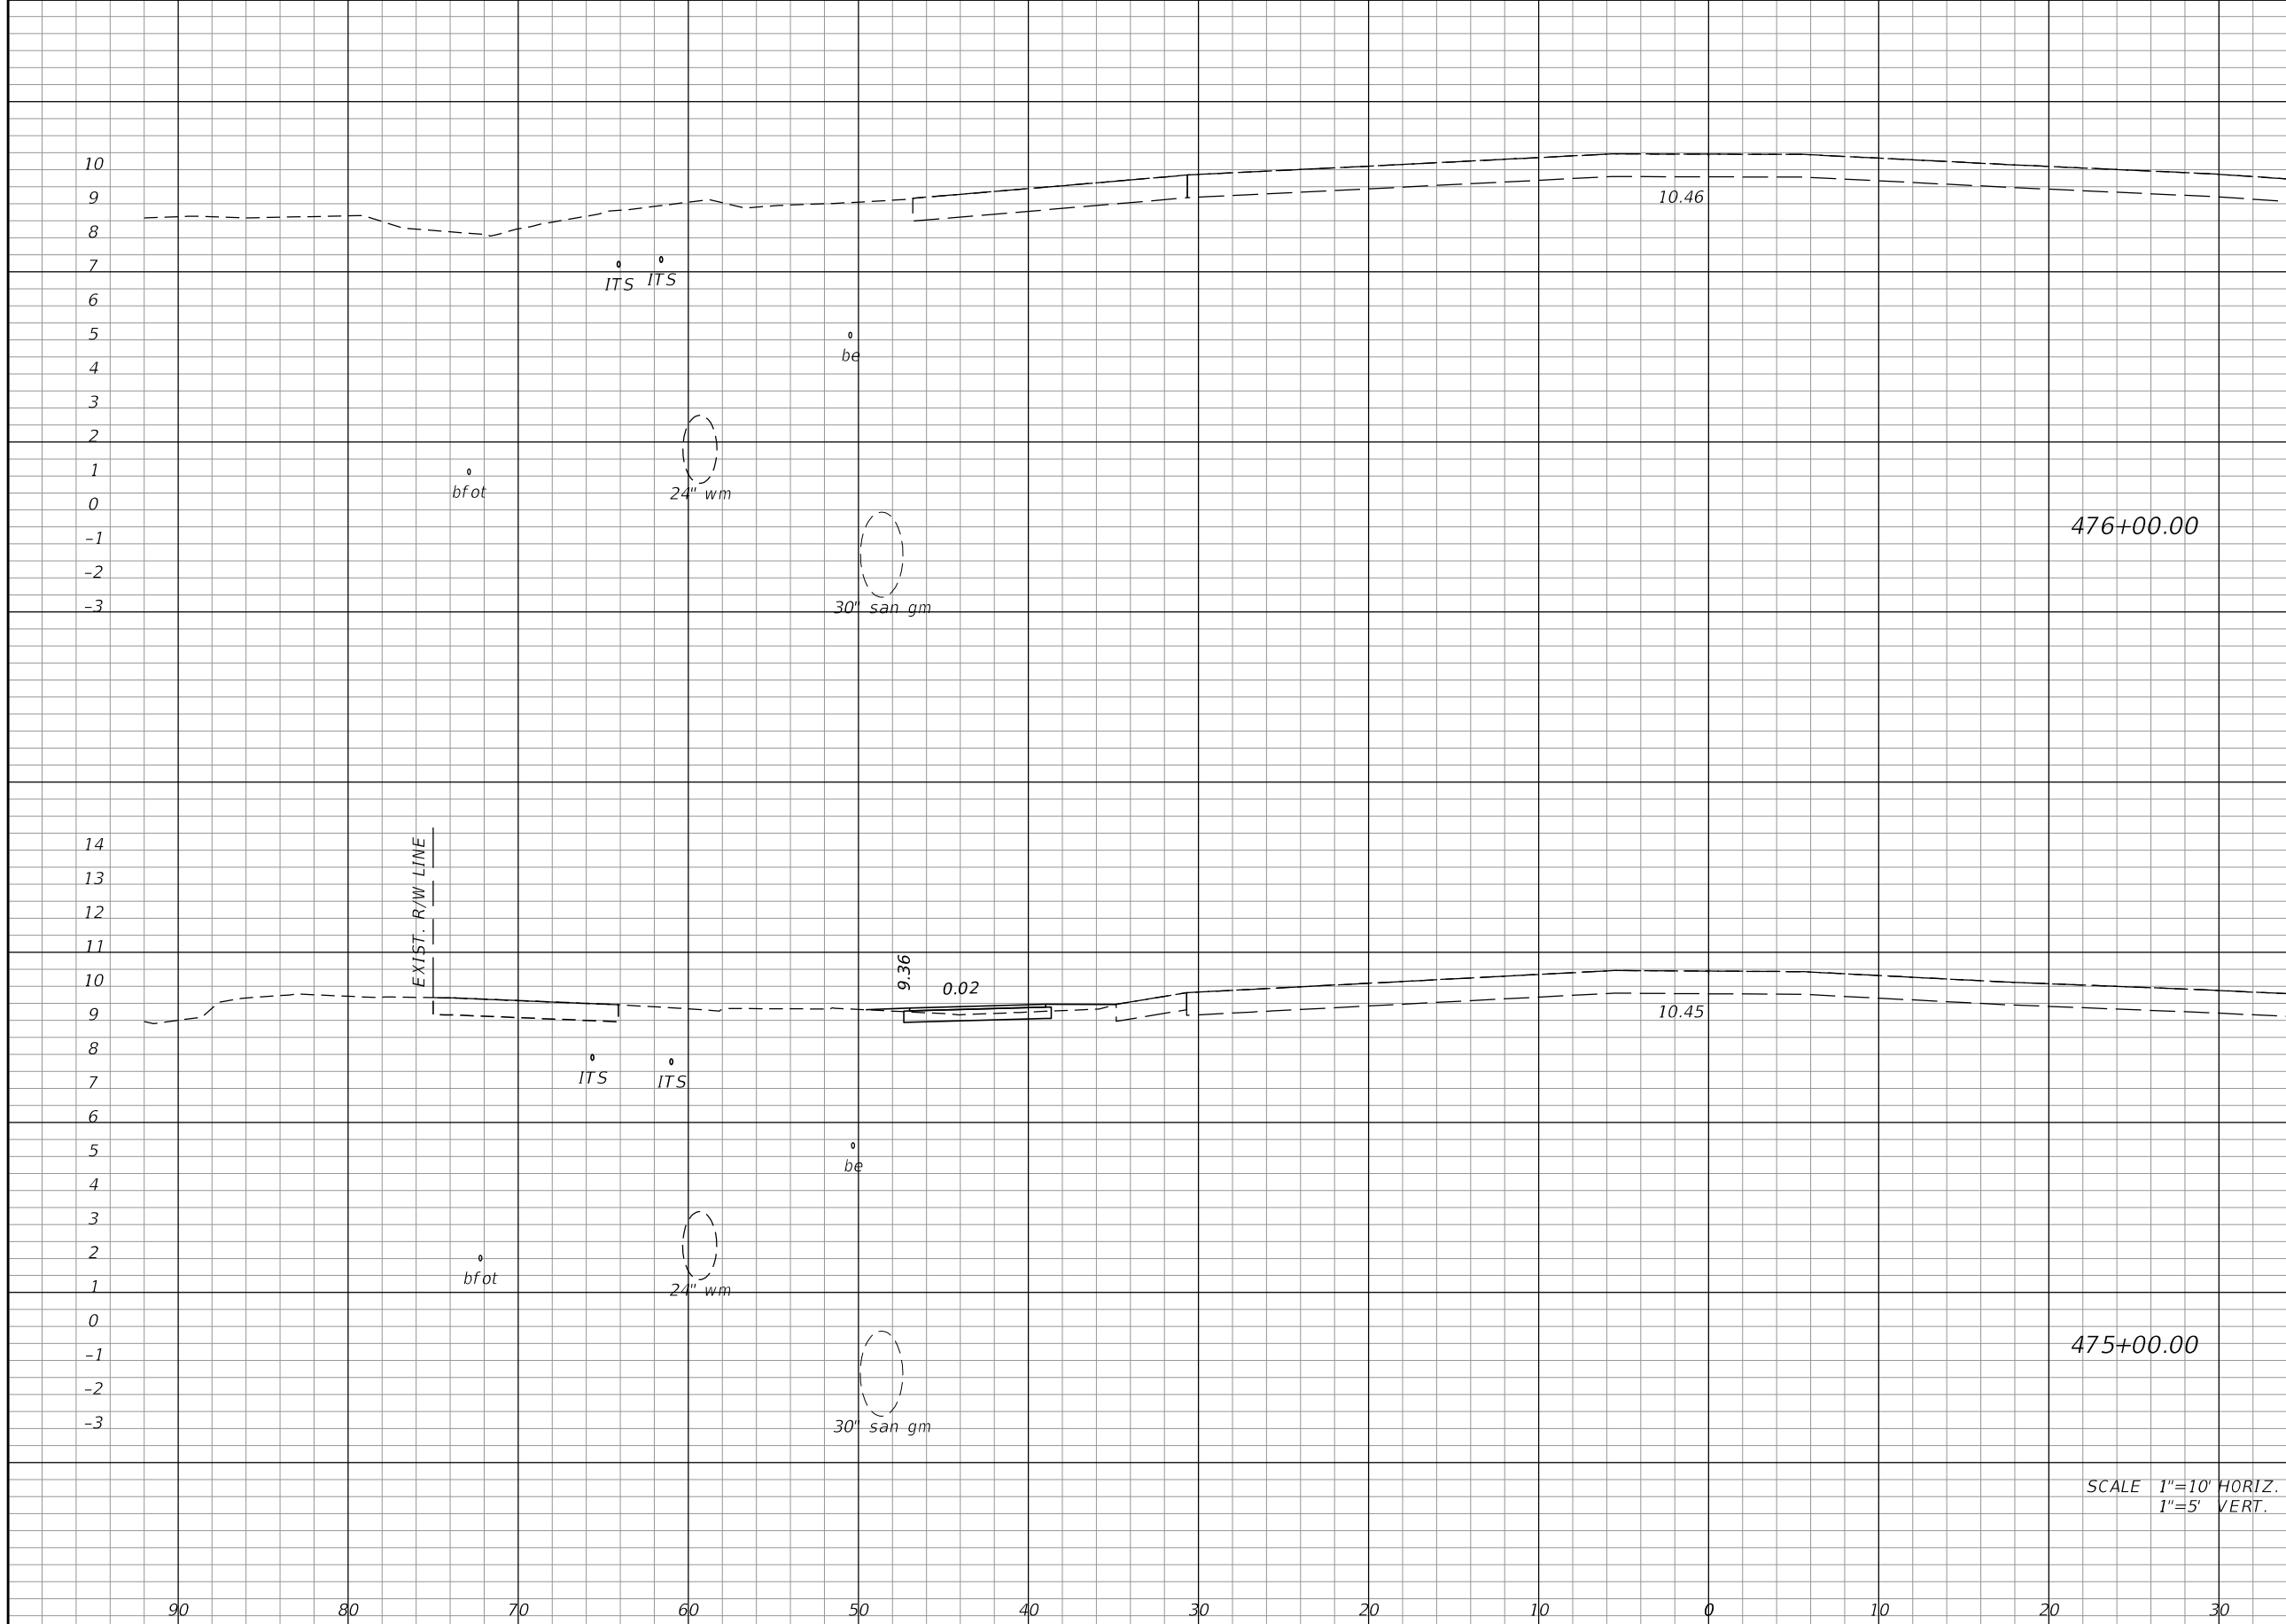 10
9
10.46
8
7
ITS ITS
6
5
be
4
3
2
1
bfot
24" wm
0
476+00.00
-1
-2
-3
30" san gm
14
EXIST. R/W LINE
13
12
11
9.36
10
0.02
9
10.45
8
7
ITS ITS
6
5
be
4
3
2
bfot
1
24" wm
0
475+00.00
-1
-2
-3
30" san gm
SCALE 1"=10' HORIZ.
1"=5' VERT.
90 80 70 60 50 40 30 20 10 0 10 20 30